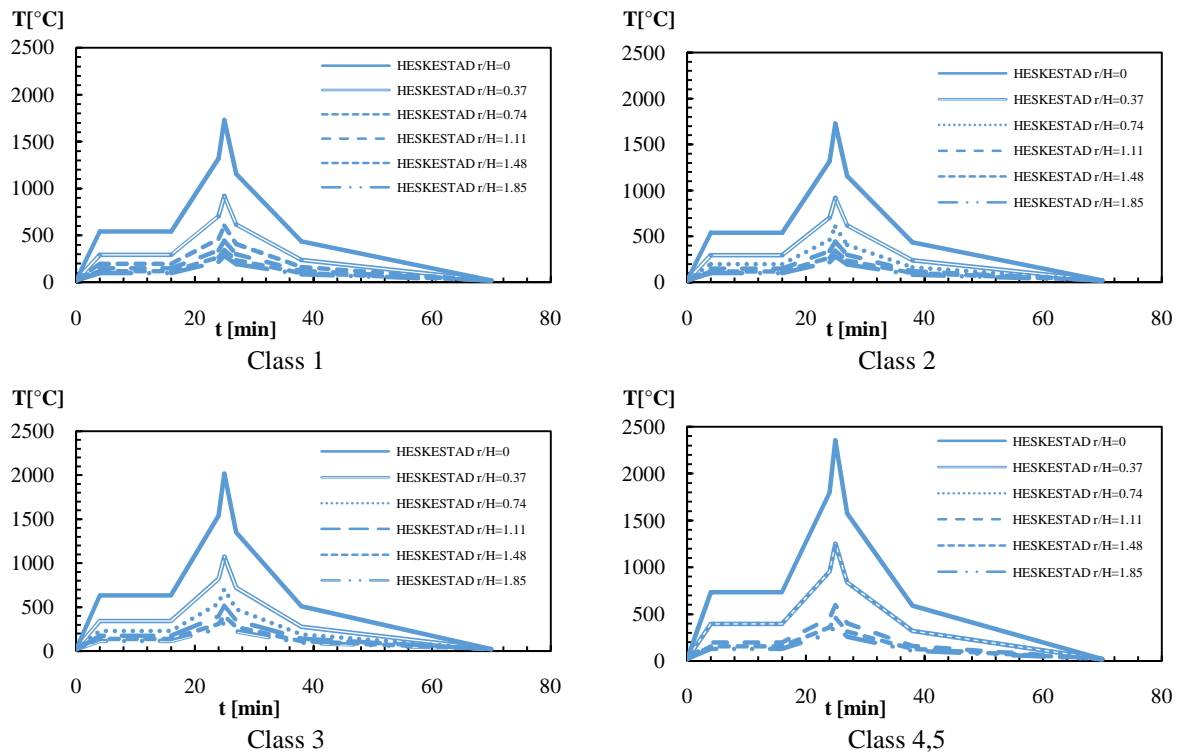 T[°C]
2500
2000
1500
1000
500
0
HESKESTAD r/H=0
HESKESTAD r/H=0.37
HESKESTAD r/H=0.74
HESKESTAD r/H=1.11
HESKESTAD r/H=1.48
HESKESTAD r/H=1.85
0 20 40 60 80
t [min]
Class 1
T[°C]
2500
2000
1500
1000
500
0
HESKESTAD r/H=0
HESKESTAD r/H=0.37
HESKESTAD r/H=0.74
HESKESTAD r/H=1.11
HESKESTAD r/H=1.48
HESKESTAD r/H=1.85
0 20 40 60 80
t [min]
Class 2
T[°C]
2500
2000
1500
1000
500
0
HESKESTAD r/H=0
HESKESTAD r/H=0.37
HESKESTAD r/H=0.74
HESKESTAD r/H=1.11
HESKESTAD r/H=1.48
HESKESTAD r/H=1.85
0 20 40 60 80
t [min]
Class 3
T[°C]
2500
2000
1500
1000
500
0
HESKESTAD r/H=0
HESKESTAD r/H=0.37
HESKESTAD r/H=0.74
HESKESTAD r/H=1.11
HESKESTAD r/H=1.48
HESKESTAD r/H=1.85
0 20 40 60 80
t [min]
Class 4,5